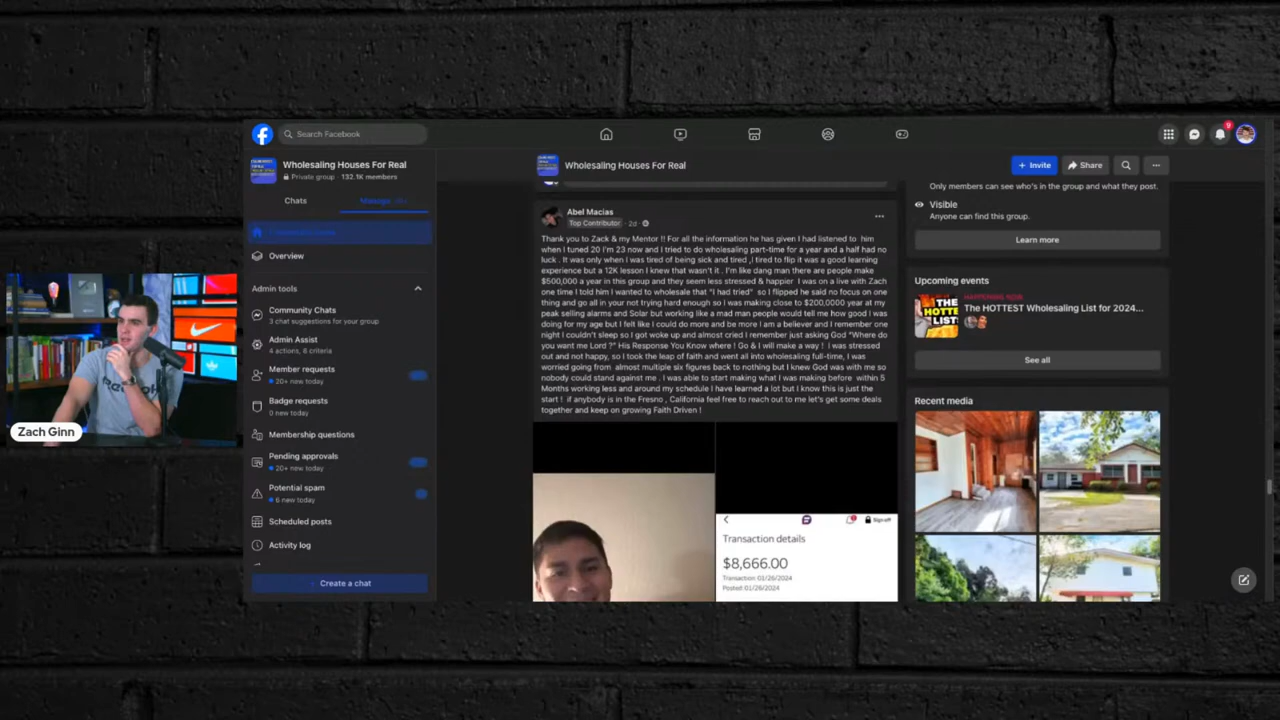 Search Facebook
Wholesaling Houses For Real
Private group · 132.1K members
Chats
Manage
Overview
Admin tools
Community Chats
3 chat suggestions for your group
Admin Assist
4 actions, 6 criteria
Member requests
20+ new today
Badge requests
0 new today
Membership questions
Pending approvals
20+ new today
Potential spam
6 new today
Scheduled posts
Activity log
Create a chat
Zach Ginn
Wholesaling Houses For Real
+ Invite
Share
9
Abel Macias
Top Contributor · 2d ·
Thank you to Zack & my Mentor !! For all the information he has given I had listened to him
when I tuned 20 I'm 23 now and I tried to do wholesaling part-time for a year and a half had no
luck . It was only when I was tired of being sick and tired ,I tired to flip it was a good learning
experience but a 12K lesson I knew that wasn't it . I'm like dang man there are people make
$500,000 a year in this group and they seem less stressed & happier I was on a live with Zach
one time I told him I wanted to wholesale that "I had tried" so I flipped he said no focus on one
thing and go all in your not trying hard enough so I was making close to $200,0000 year at my
peak selling alarms and Solar but working like a mad man people would tell me how good I was
doing for my age but I felt like I could do more and be more I am a believer and I remember one
night I couldn't sleep so I got woke up and almost cried I remember just asking God "Where do
you want me Lord ?" His Response You Know where ! Go & I will make a way ! I was stressed
out and not happy, so I took the leap of faith and went all into wholesaling full-time, I was
worried going from almost multiple six figures back to nothing but I knew God was with me so
nobody could stand against me . I was able to start making what I was making before within 5
Months working less and around my schedule I have learned a lot but I know this is just the
start ! if anybody is in the Fresno , California feel free to reach out to me let's get some deals
together and keep on growing Faith Driven !
Sign off
Transaction details
$8,666.00
Transaction: 01/26/2024
Posted: 01/26/2024
Only members can see who's in the group and what they post.
Visible
Anyone can find this group.
Learn more
Upcoming events
HAPPENING NOW
The HOTTEST Wholesaling List for 2024...
THE
HOTTE
LIST
See all
Recent media